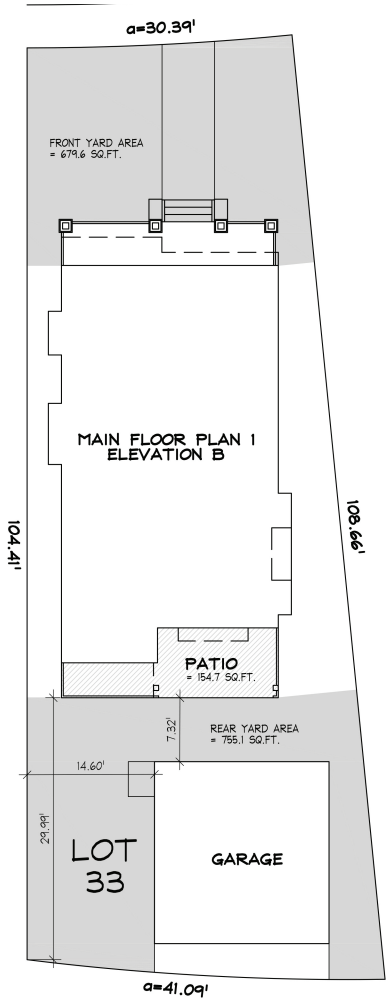 a=30.39'
FRONT YARD AREA
= 679.6 SQ.FT.
MAIN FLOOR PLAN 1
ELEVATION B
104.41'
108.66'
PATIO
= 154.7 SQ.FT.
7.32'
REAR YARD AREA
= 755.1 SQ.FT.
14.60'
29.99'
LOT
33
GARAGE
a=41.09'